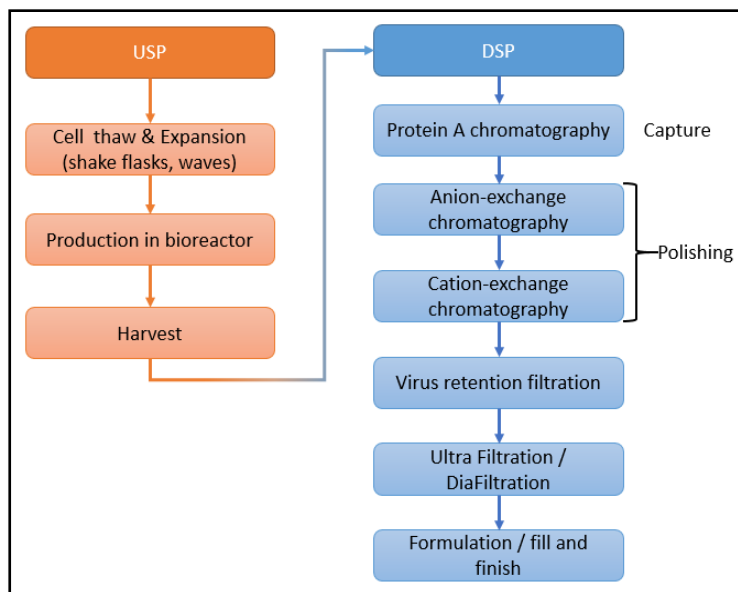 USP
Cell thaw & Expansion
(shake flasks, waves)
Production in bioreactor
Harvest
DSP
Protein A chromatography
Capture
Anion-exchange
chromatography
Cation-exchange
chromatography
Polishing
Virus retention filtration
Ultra Filtration /
DiaFiltration
Formulation / fill and
finish